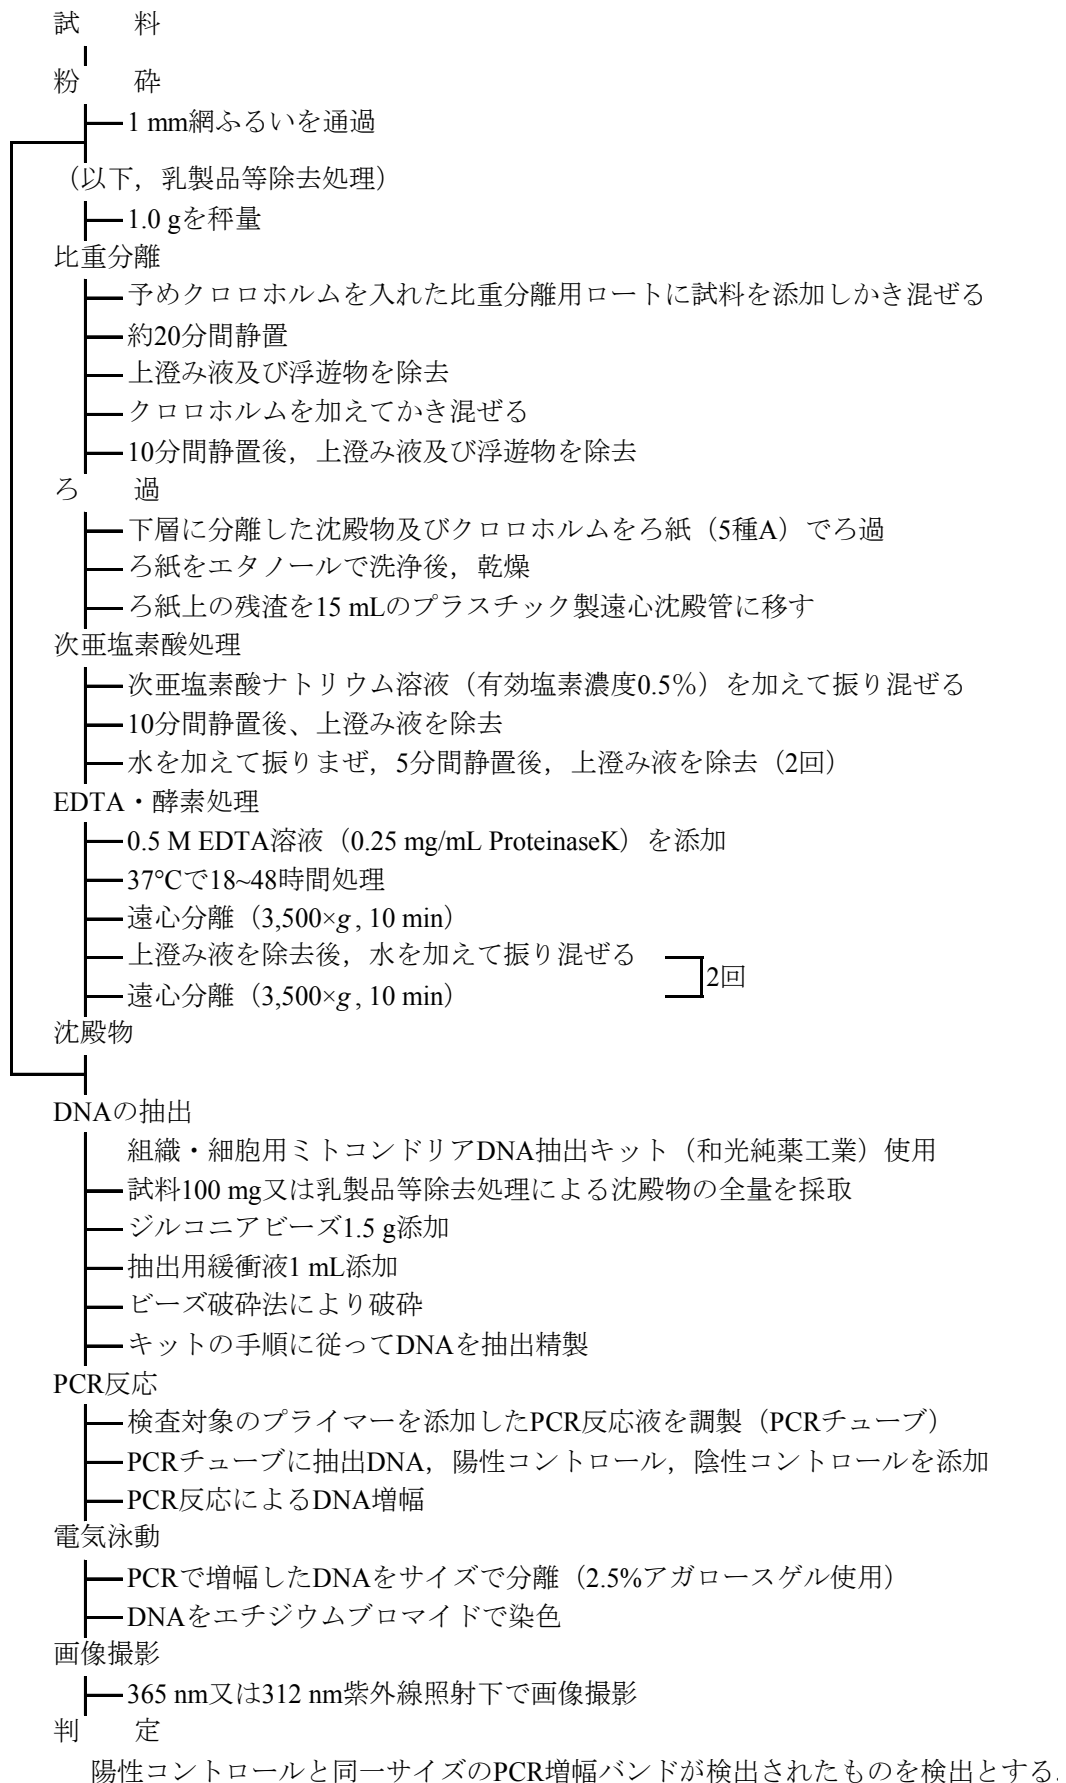 試　　料
粉　　砕
1 mm網ふるいを通過
（以下，乳製品等除去処理）
1.0 gを秤量
比重分離
予めクロロホルムを入れた比重分離用ロートに試料を添加しかき混ぜる
約20分間静置
上澄み液及び浮遊物を除去
クロロホルムを加えてかき混ぜる
10分間静置後，上澄み液及び浮遊物を除去
ろ　　過
下層に分離した沈殿物及びクロロホルムをろ紙（5種A）でろ過
ろ紙をエタノールで洗浄後，乾燥
ろ紙上の残渣を15 mLのプラスチック製遠心沈殿管に移す
次亜塩素酸処理
次亜塩素酸ナトリウム溶液（有効塩素濃度0.5%）を加えて振り混ぜる
10分間静置後、上澄み液を除去
水を加えて振りまぜ，5分間静置後，上澄み液を除去（2回）
EDTA・酵素処理
0.5 M EDTA溶液（0.25 mg/mL ProteinaseK）を添加
37°Cで18~48時間処理
遠心分離（3,500×g , 10 min）
上澄み液を除去後，水を加えて振り混ぜる
2回
遠心分離（3,500×g , 10 min）
沈殿物
DNAの抽出
組織・細胞用ミトコンドリアDNA抽出キット（和光純薬工業）使用
試料100 mg又は乳製品等除去処理による沈殿物の全量を採取
ジルコニアビーズ1.5 g添加
抽出用緩衝液1 mL添加
ビーズ破砕法により破砕
キットの手順に従ってDNAを抽出精製
PCR反応
検査対象のプライマーを添加したPCR反応液を調製（PCRチューブ）
PCRチューブに抽出DNA，陽性コントロール，陰性コントロールを添加
PCR反応によるDNA増幅
電気泳動
PCRで増幅したDNAをサイズで分離（2.5%アガロースゲル使用）
DNAをエチジウムブロマイドで染色
画像撮影
365 nm又は312 nm紫外線照射下で画像撮影
判　　定
陽性コントロールと同一サイズのPCR増幅バンドが検出されたものを検出とする.